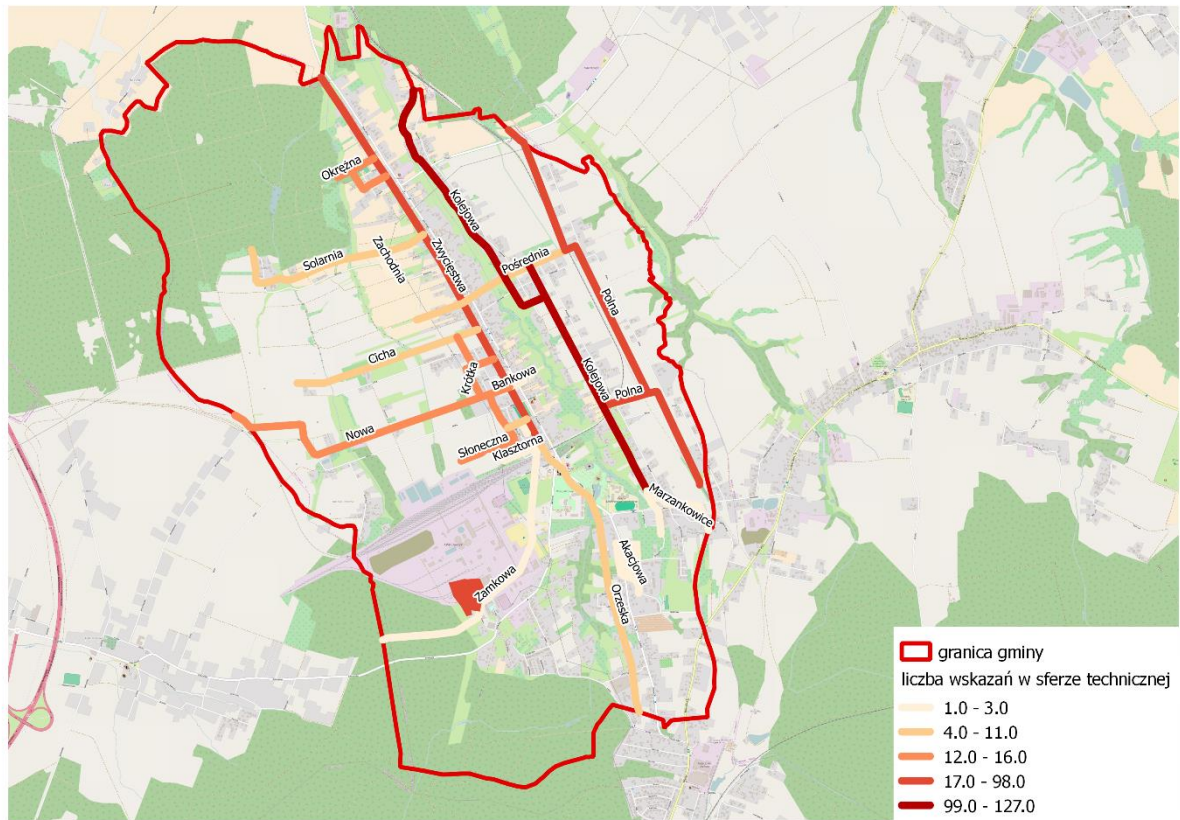 Okrężna
Kolejowa
Solarnia
Zachodnia
Zwycięstwa
Pośrednia
Polna
Cicha
Krótka
Bankowa
Kolejowa
Polna
Nowa
Słoneczna
Klasztorna
Marzankowice
Zamkowa
Akacjowa
Orzeska
granica gminy
liczba wskazań w sferze technicznej
1.0 - 3.0
4.0 - 11.0
12.0 - 16.0
17.0 - 98.0
99.0 - 127.0